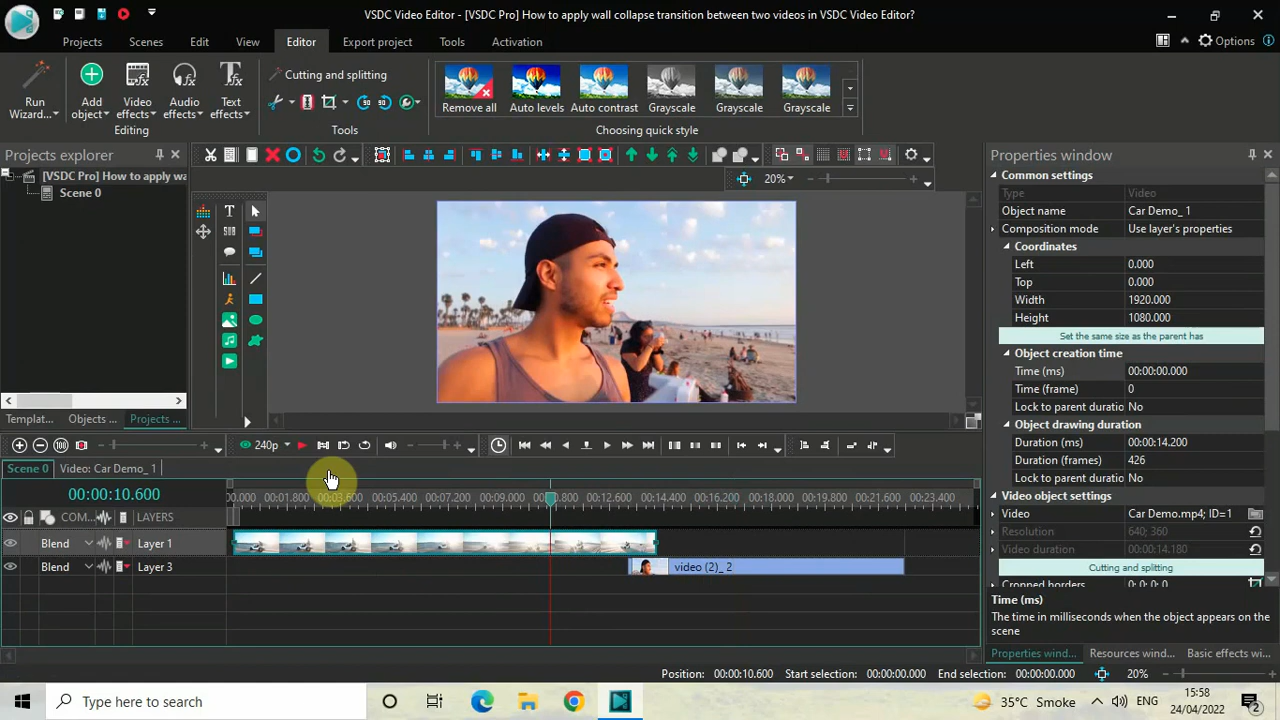 VSDC Video Editor - [VSDC Pro] How to apply wall collapse transition between two videos in VSDC Video Editor?
Projects Scenes Edit View Editor Export project Tools Activation
Options
Run Wizard... Add object Video effects Audio effects Text effects
Cutting and splitting
Remove all Auto levels Auto contrast Grayscale Grayscale Grayscale
Editing Tools Choosing quick style
Projects explorer
[VSDC Pro] How to apply wa
Scene 0
20%
Templat... Objects ... Projects ...
Properties window
Common settings
Type Video
Object name Car Demo_ 1
Composition mode Use layer's properties
Coordinates
Left 0.000
Top 0.000
Width 1920.000
Height 1080.000
Set the same size as the parent has
Object creation time
Time (ms) 00:00:00.000
Time (frame) 0
Lock to parent duratio No
Object drawing duration
Duration (ms) 00:00:14.200
Duration (frames) 426
Lock to parent duratio No
Video object settings
Video Car Demo.mp4; ID=1
Resolution 640; 360
Video duration 00:00:14.180
Cutting and splitting
Cropped borders 0; 0; 0; 0
Time (ms)
The time in milliseconds when the object appears on the scene
Properties wind... Resources wind... Basic effects wi...
240p
Scene 0 Video: Car Demo_ 1
00:00:10.600
0.000 00:01.800 00:03.600 00:05.400 00:07.200 00:09.000 0.800 00:12.600 00:14.400 00:16.200 00:18.000 00:19.800 00:21.600 00:23.400
COM... LAYERS
Blend Layer 1
Blend Layer 3
video (2)_ 2
Position: 00:00:10.600 Start selection: 00:00:00.000 End selection: 00:00:00.000 20%
Type here to search
35°C Smoke ENG
15:58
24/04/2022
2